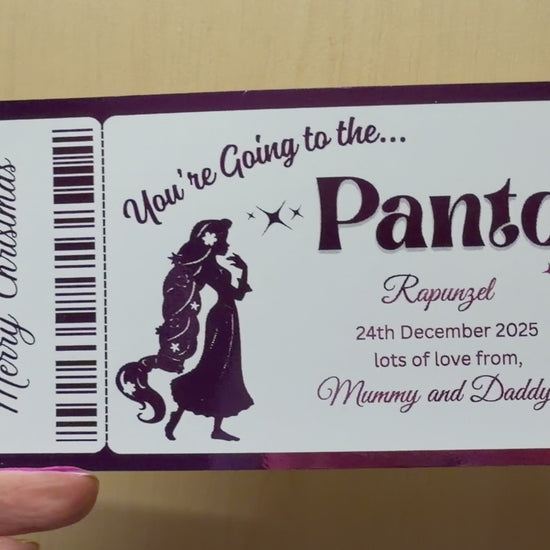 Merry Christmas
You're Going to the...
Panto
Rapunzel
24th December 2025
lots of love from,
Mummy and Daddy